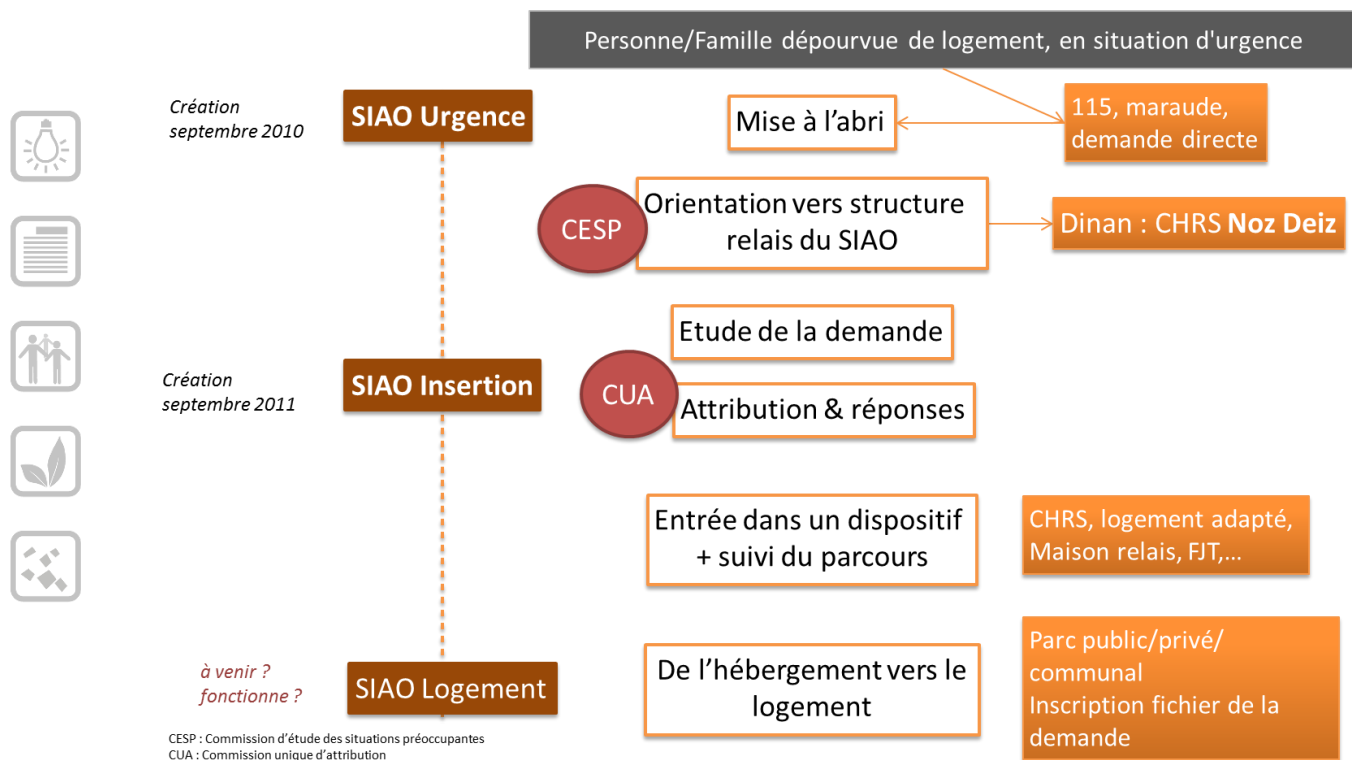 Personne/Famille dépourvue de logement, en situation d'urgence
Création
septembre 2010
SIAO Urgence
Mise à l'abri
115, maraude,
demande directe
CESP
Orientation vers structure
relais du SIAO
Dinan : CHRS Noz Deiz
Etude de la demande
Création
septembre 2011
SIAO Insertion
CUA
Attribution & réponses
Entrée dans un dispositif
+ suivi du parcours
CHRS, logement adapté,
Maison relais, FJT,...
à venir ?
fonctionne ?
SIAO Logement
De l'hébergement vers le
logement
Parc public/privé/
communal
Inscription fichier de la
demande
CESP : Commission d'étude des situations préoccupantes
CUA : Commission unique d'attribution